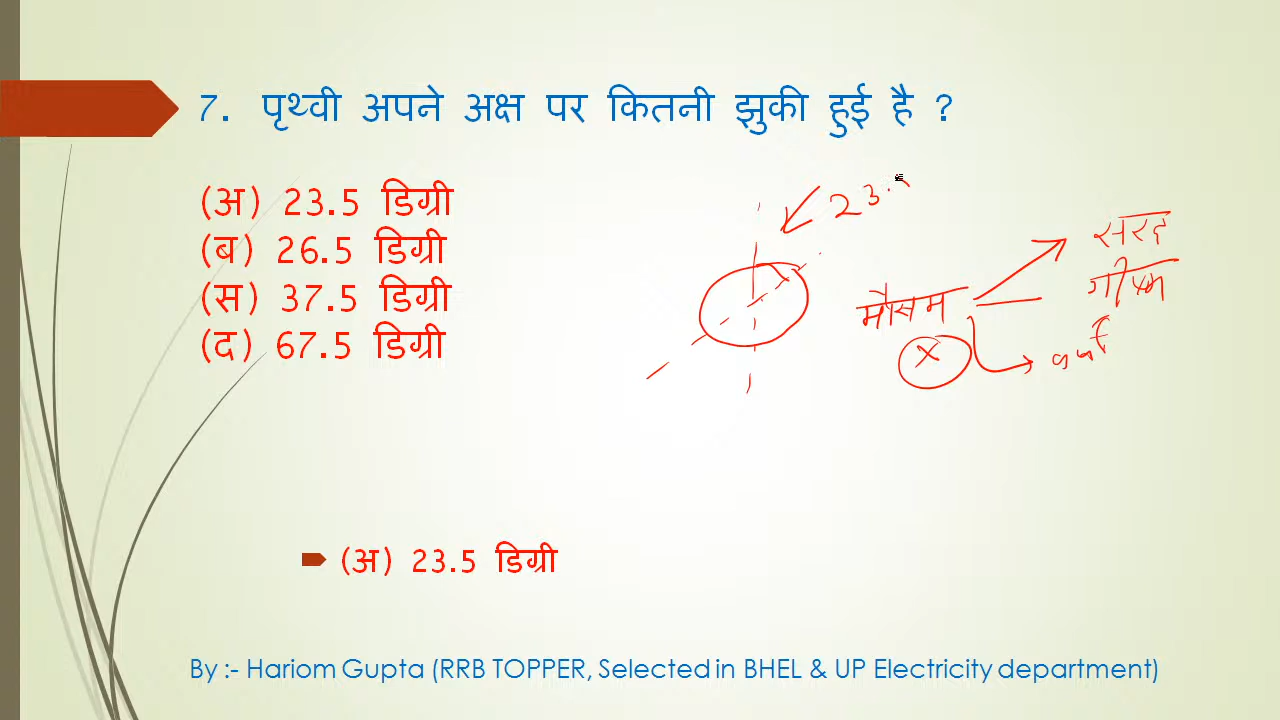 7. पृथ्वी अपने अक्ष पर कितनी झुकी हुई है ?
(अ) 23.5 डिग्री
(ब) 26.5 डिग्री
(स) 37.5 डिग्री
(द) 67.5 डिग्री
23.
मौसम
सरद
ग्रीष्म
(अ) 23.5 डिग्री
By :- Hariom Gupta (RRB TOPPER, Selected in BHEL & UP Electricity department)